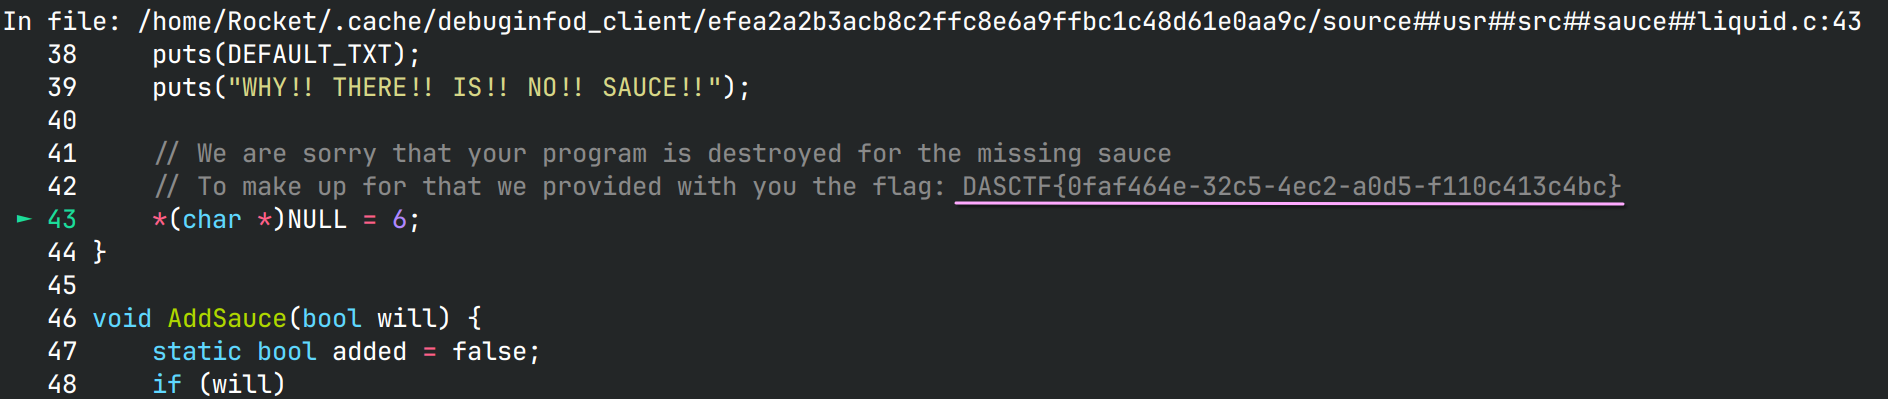 In file: /home/Rocket/.cache/debuginfod_client/efea2a2b3acb8c2ffc8e6a9ffbc1c48d61e0aa9c/source##usr##src##sauce##liquid.c:43
38     puts(DEFAULT_TXT);
39     puts("WHY!! THERE!! IS!! NO!! SAUCE!!");
40
41     // We are sorry that your program is destroyed for the missing sauce
42     // To make up for that we provided with you the flag: DASCTF{0faf464e-32c5-4ec2-a0d5-f110c413c4bc}
► 43     *(char *)NULL = 6;
44 }
45
46 void AddSauce(bool will) {
47     static bool added = false;
48     if (will)